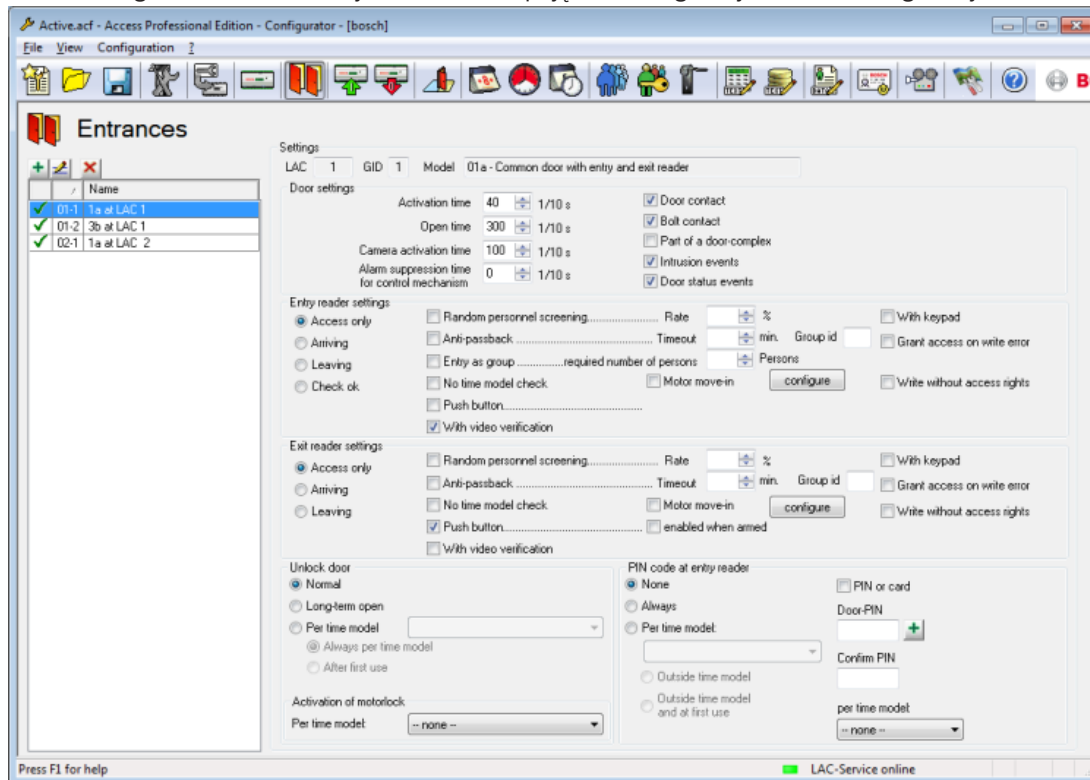 Active.acf - Access Professional Edition - Configurator - [bosch]
File View Configuration ?
Entrances
Name
01-1 1a at LAC 1
01-2 3b at LAC 1
02-1 1a at LAC 2
Settings
LAC 1 GID 1 Model 01a - Common door with entry and exit reader
Door settings
Activation time 40 1/10 s Door contact
Open time 300 1/10 s Bolt contact
Camera activation time 100 1/10 s Part of a door-complex
Alarm suppression time
for control mechanism 0 1/10 s Intrusion events
Door status events
Entry reader settings
Access only Random personnel screening........................ Rate % With keypad
Arriving Anti-passback ........................................ Timeout min. Group id Grant access on write error
Leaving Entry as group ...............required number of persons Persons
Check ok No time model check Motor move-in configure Write without access rights
Push button..............................................
With video verification
Exit reader settings
Access only Random personnel screening........................ Rate % With keypad
Arriving Anti-passback ........................................ Timeout min. Group id Grant access on write error
Leaving No time model check Motor move-in configure Write without access rights
Push button.............................................. enabled when armed
With video verification
Unlock door
Normal
Long-term open
Per time model
Always per time model
After first use
Activation of motorlock
Per time model: -- none --
PIN code at entry reader
None PIN or card
Always Door-PIN
Per time model:
Confirm PIN
Outside time model
Outside time model
and at first use
per time model:
-- none --
Press F1 for help LAC-Service online